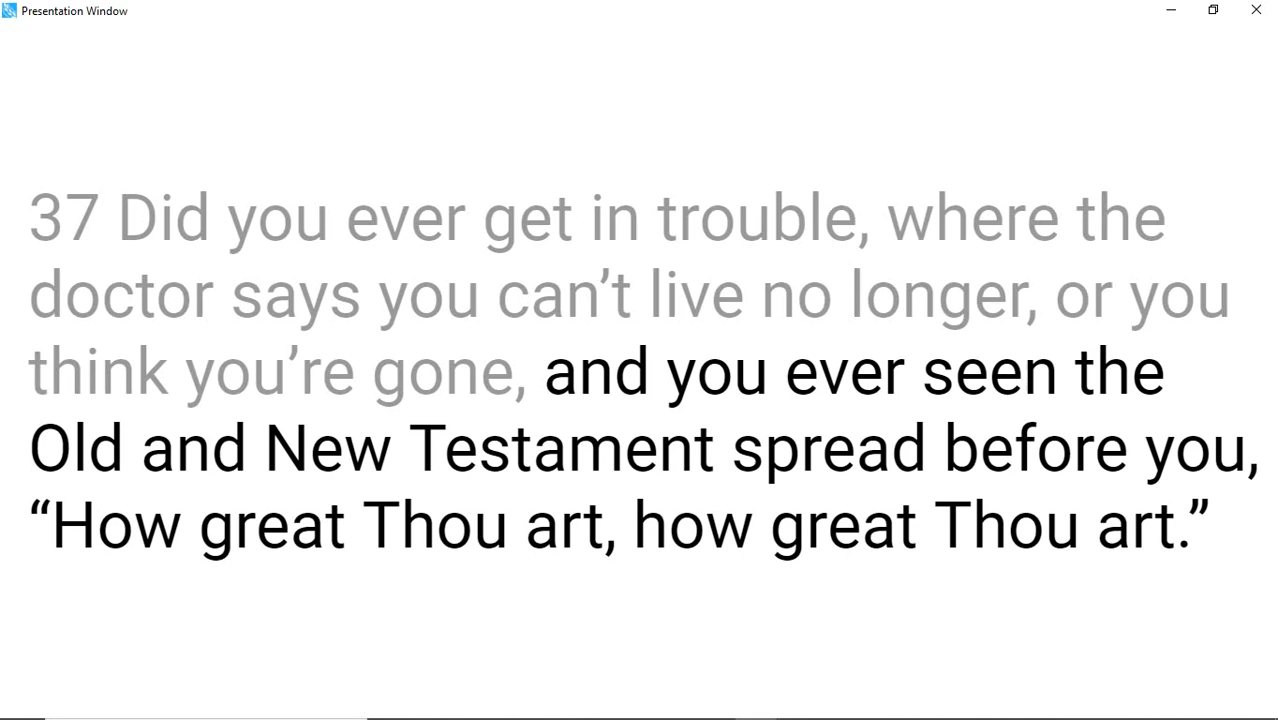 Presentation Window
37 Did you ever get in trouble, where the
doctor says you can’t live no longer, or you
think you’re gone, and you ever seen the
Old and New Testament spread before you,
“How great Thou art, how great Thou art.”